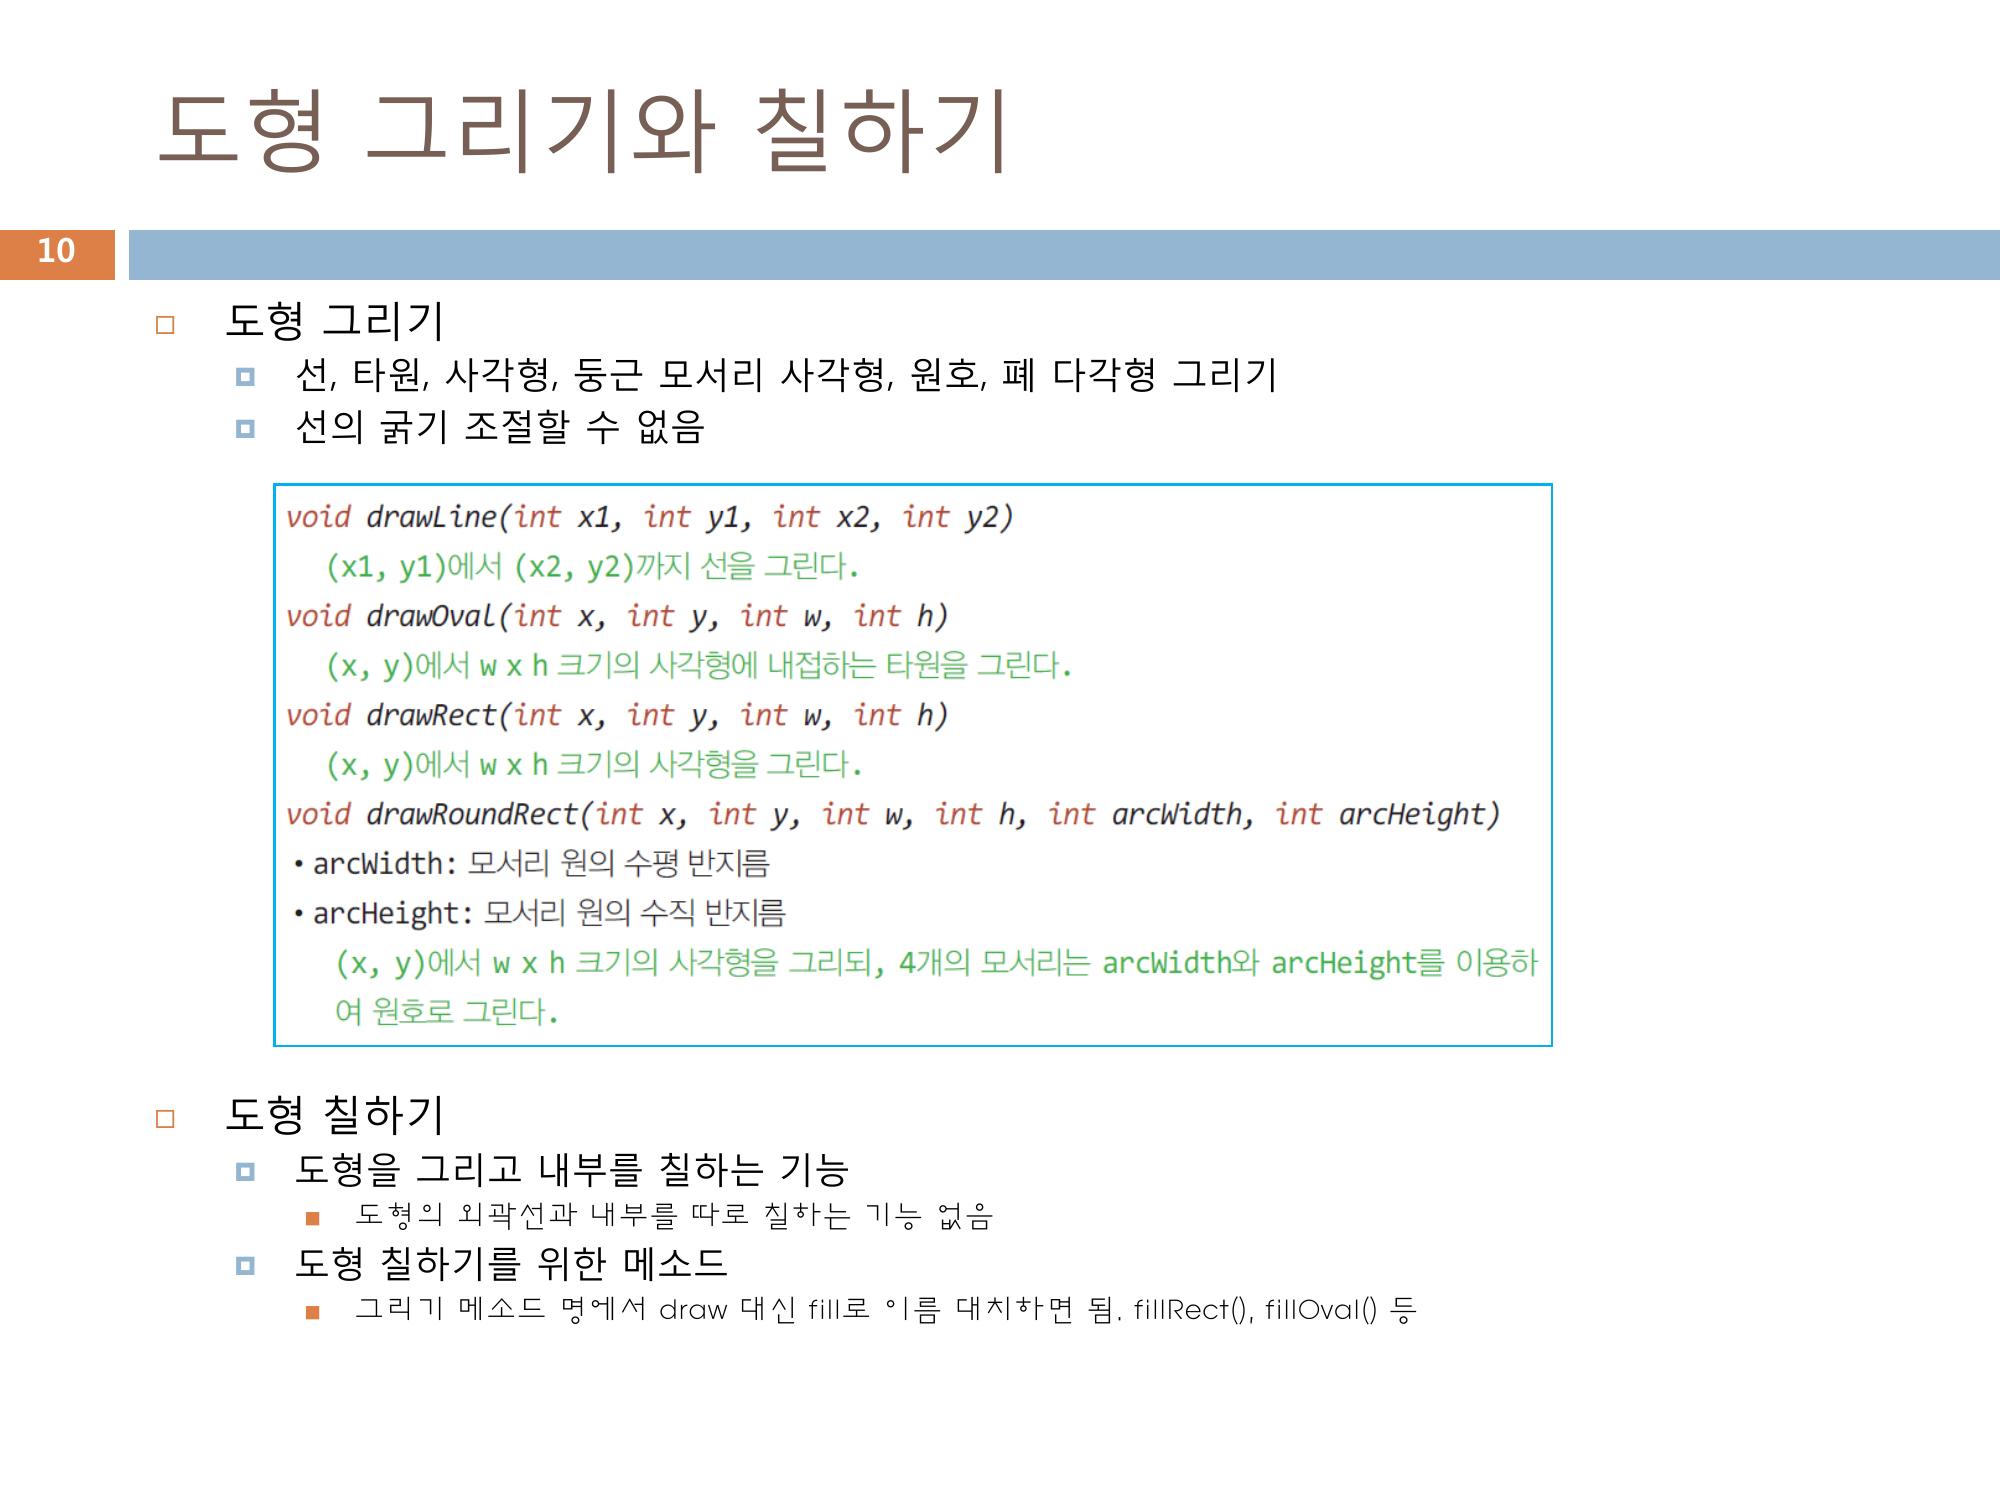 도형 그리기와 칠하기
10
도형 그리기
선, 타원, 사각형, 둥근 모서리 사각형, 원호, 폐 다각형 그리기
선의 굵기 조절할 수 없음
void drawLine(int x1, int y1, int x2, int y2)
(x1, y1)에서 (x2, y2)까지 선을 그린다.
void drawOval(int x, int y, int w, int h)
(x, y)에서 w x h 크기의 사각형에 내접하는 타원을 그린다.
void drawRect(int x, int y, int w, int h)
(x, y)에서 w x h 크기의 사각형을 그린다.
void drawRoundRect(int x, int y, int w, int h, int arcWidth, int arcHeight)
• arcWidth: 모서리 원의 수평 반지름
• arcHeight: 모서리 원의 수직 반지름
(x, y)에서 w x h 크기의 사각형을 그리되, 4개의 모서리는 arcWidth와 arcHeight를 이용하
여 원호로 그린다.
도형 칠하기
도형을 그리고 내부를 칠하는 기능
도형의 외곽선과 내부를 따로 칠하는 기능 없음
도형 칠하기를 위한 메소드
그리기 메소드 명에서 draw 대신 fill로 이름 대치하면 됨. fillRect(), fillOval() 등